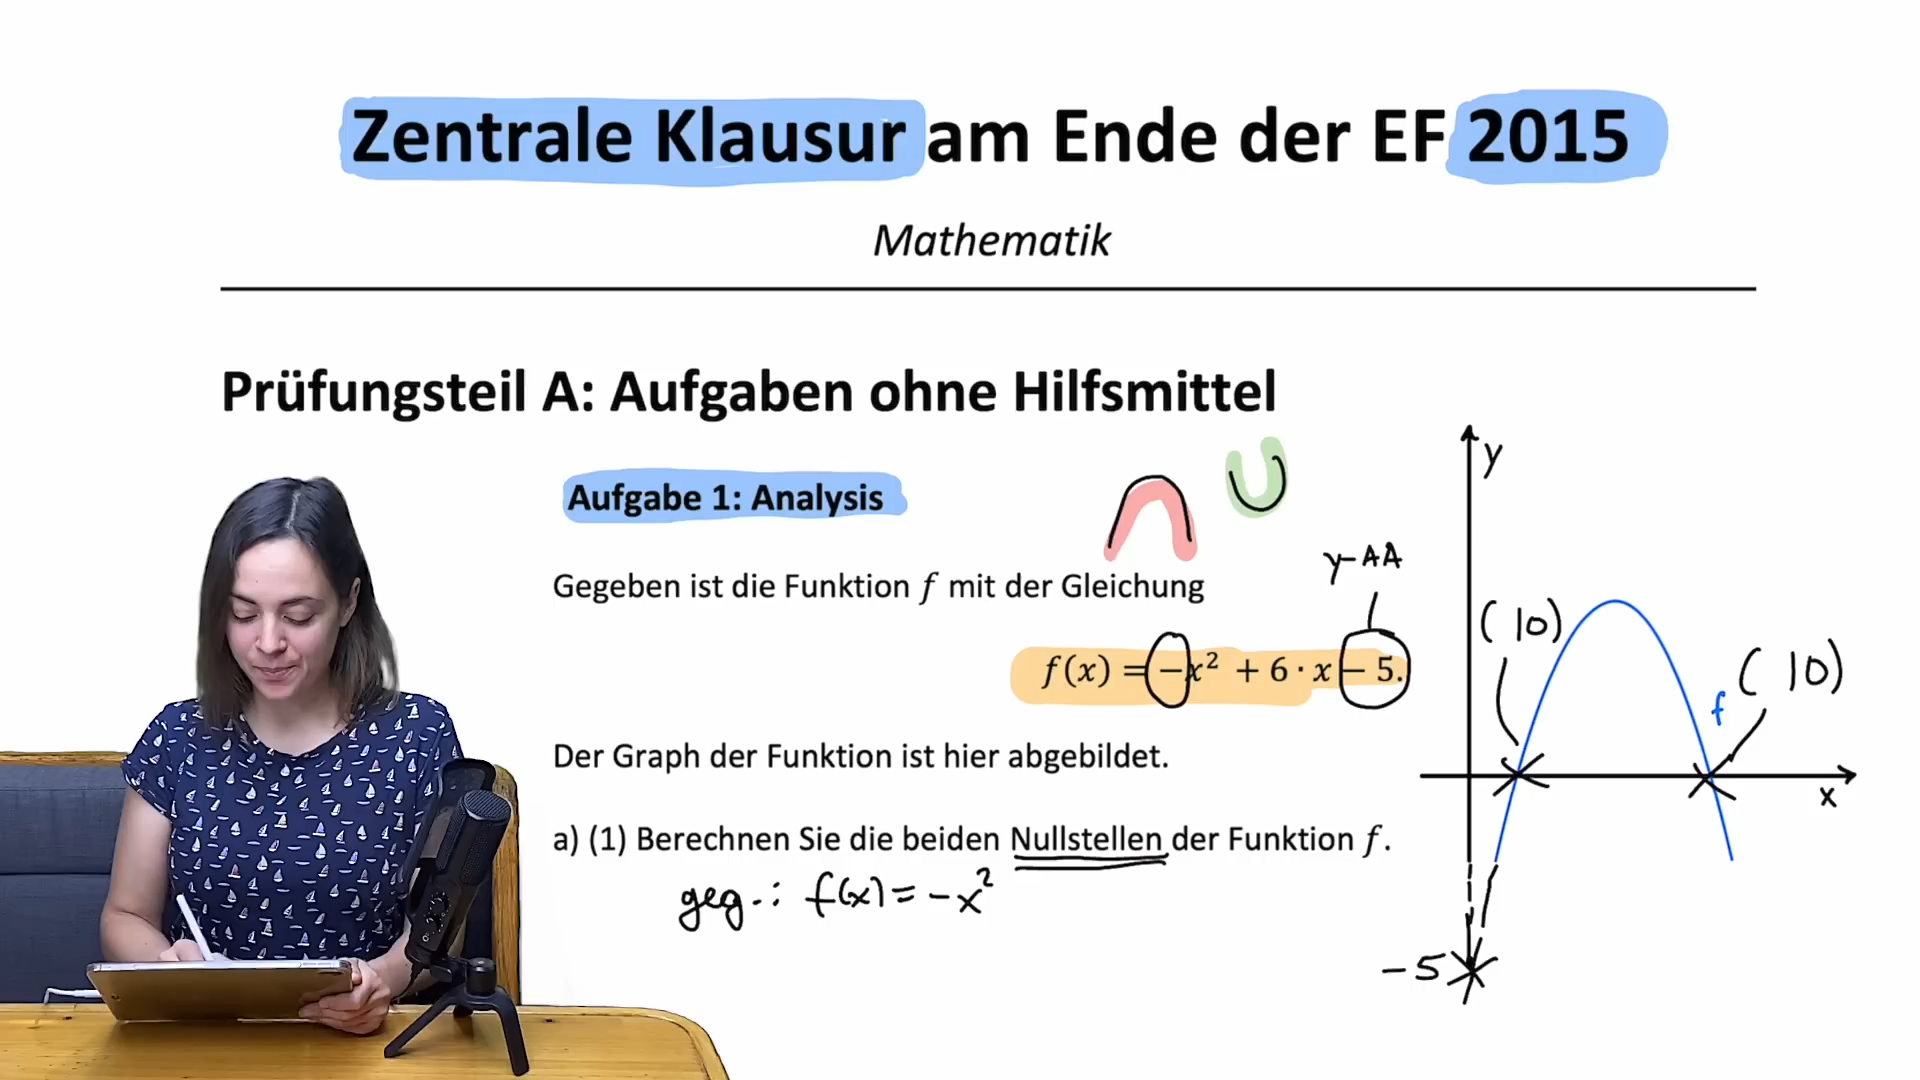 Zentrale Klausur am Ende der EF 2015
Mathematik
Prüfungsteil A: Aufgaben ohne Hilfsmittel
Aufgabe 1: Analysis
Gegeben ist die Funktion f mit der Gleichung
y-AA
f(x) = −x² + 6 · x − 5.
Der Graph der Funktion ist hier abgebildet.
a) (1) Berechnen Sie die beiden Nullstellen der Funktion f.
geg.: f(x) = -x²
y
( |0)
( |0)
f
x
-5